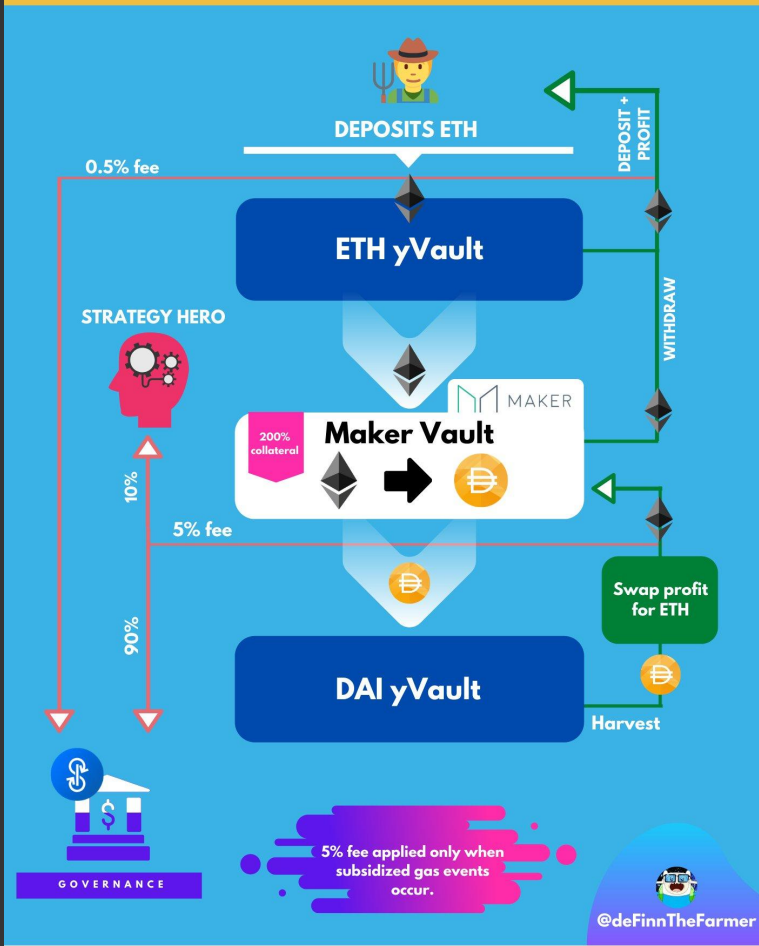 DEPOSITS ETH
DEPOSIT +
PROFIT
0.5% fee
ETH yVault
WITHDRAW
STRATEGY HERO
MAKER
200%
collateral
Maker Vault
10%
5% fee
Swap profit
for ETH
90%
DAI yVault
Harvest
$
GOVERNANCE
5% fee applied only when
subsidized gas events
occur.
@deFinnTheFarmer